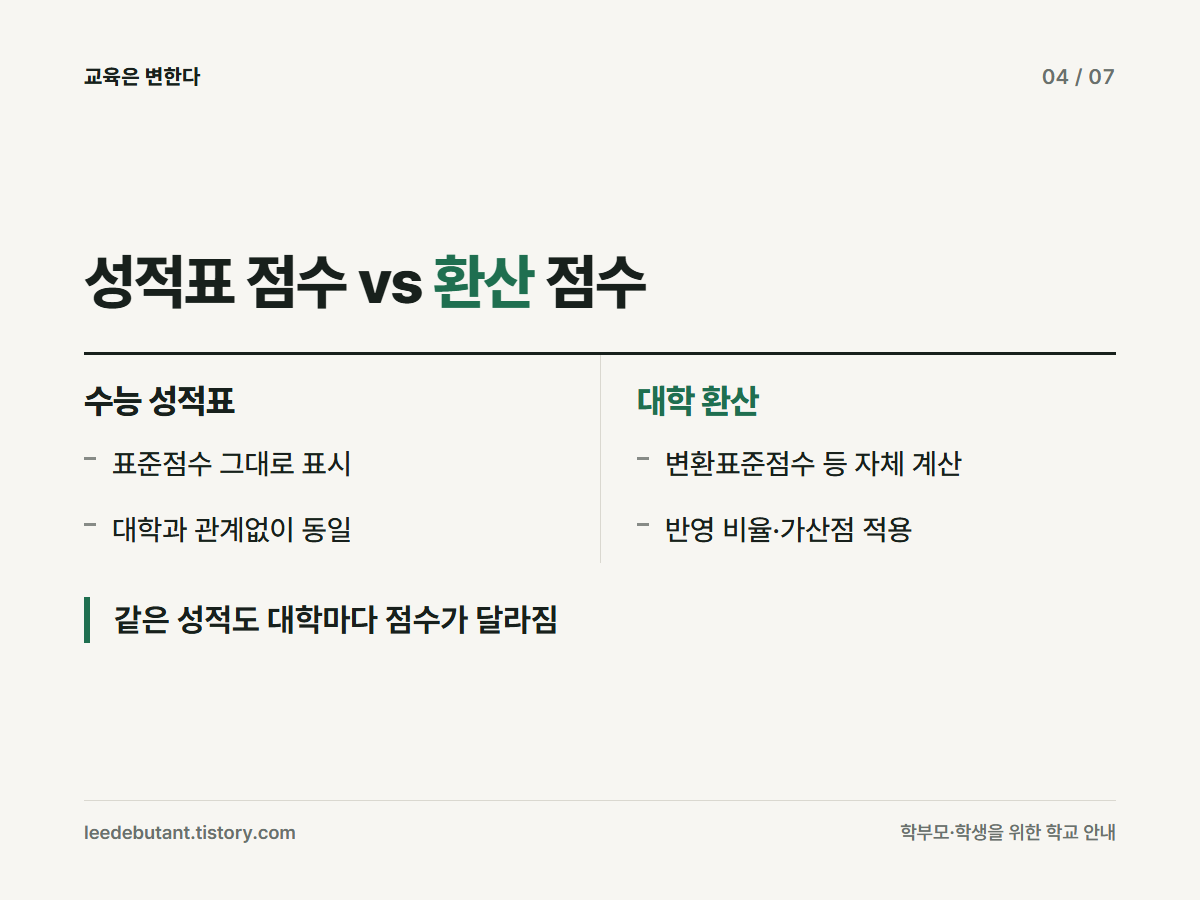 교육은 변한다
04 / 07
성적표 점수 vs 환산 점수
수능 성적표
- 표준점수 그대로 표시
- 대학과 관계없이 동일
대학 환산
- 변환표준점수 등 자체 계산
- 반영 비율·가산점 적용
같은 성적도 대학마다 점수가 달라짐
leedebutant.tistory.com
학부모·학생을 위한 학교 안내